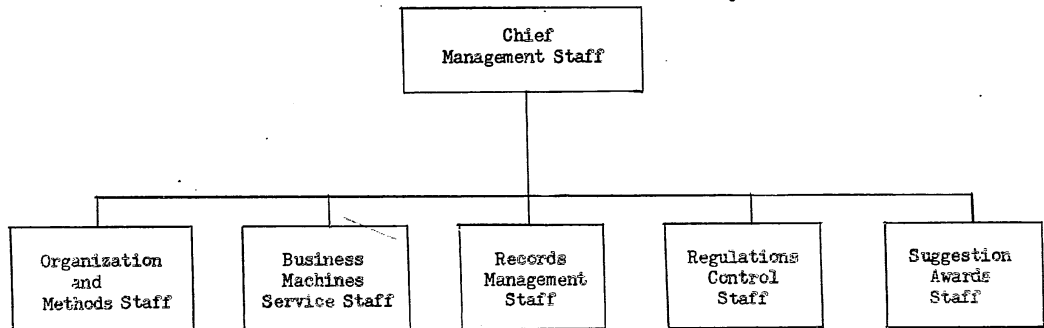 Chief
Management Staff
Organization
and
Methods Staff
Business
Machines
Service Staff
Records
Management
Staff
Regulations
Control
Staff
Suggestion
Awards
Staff